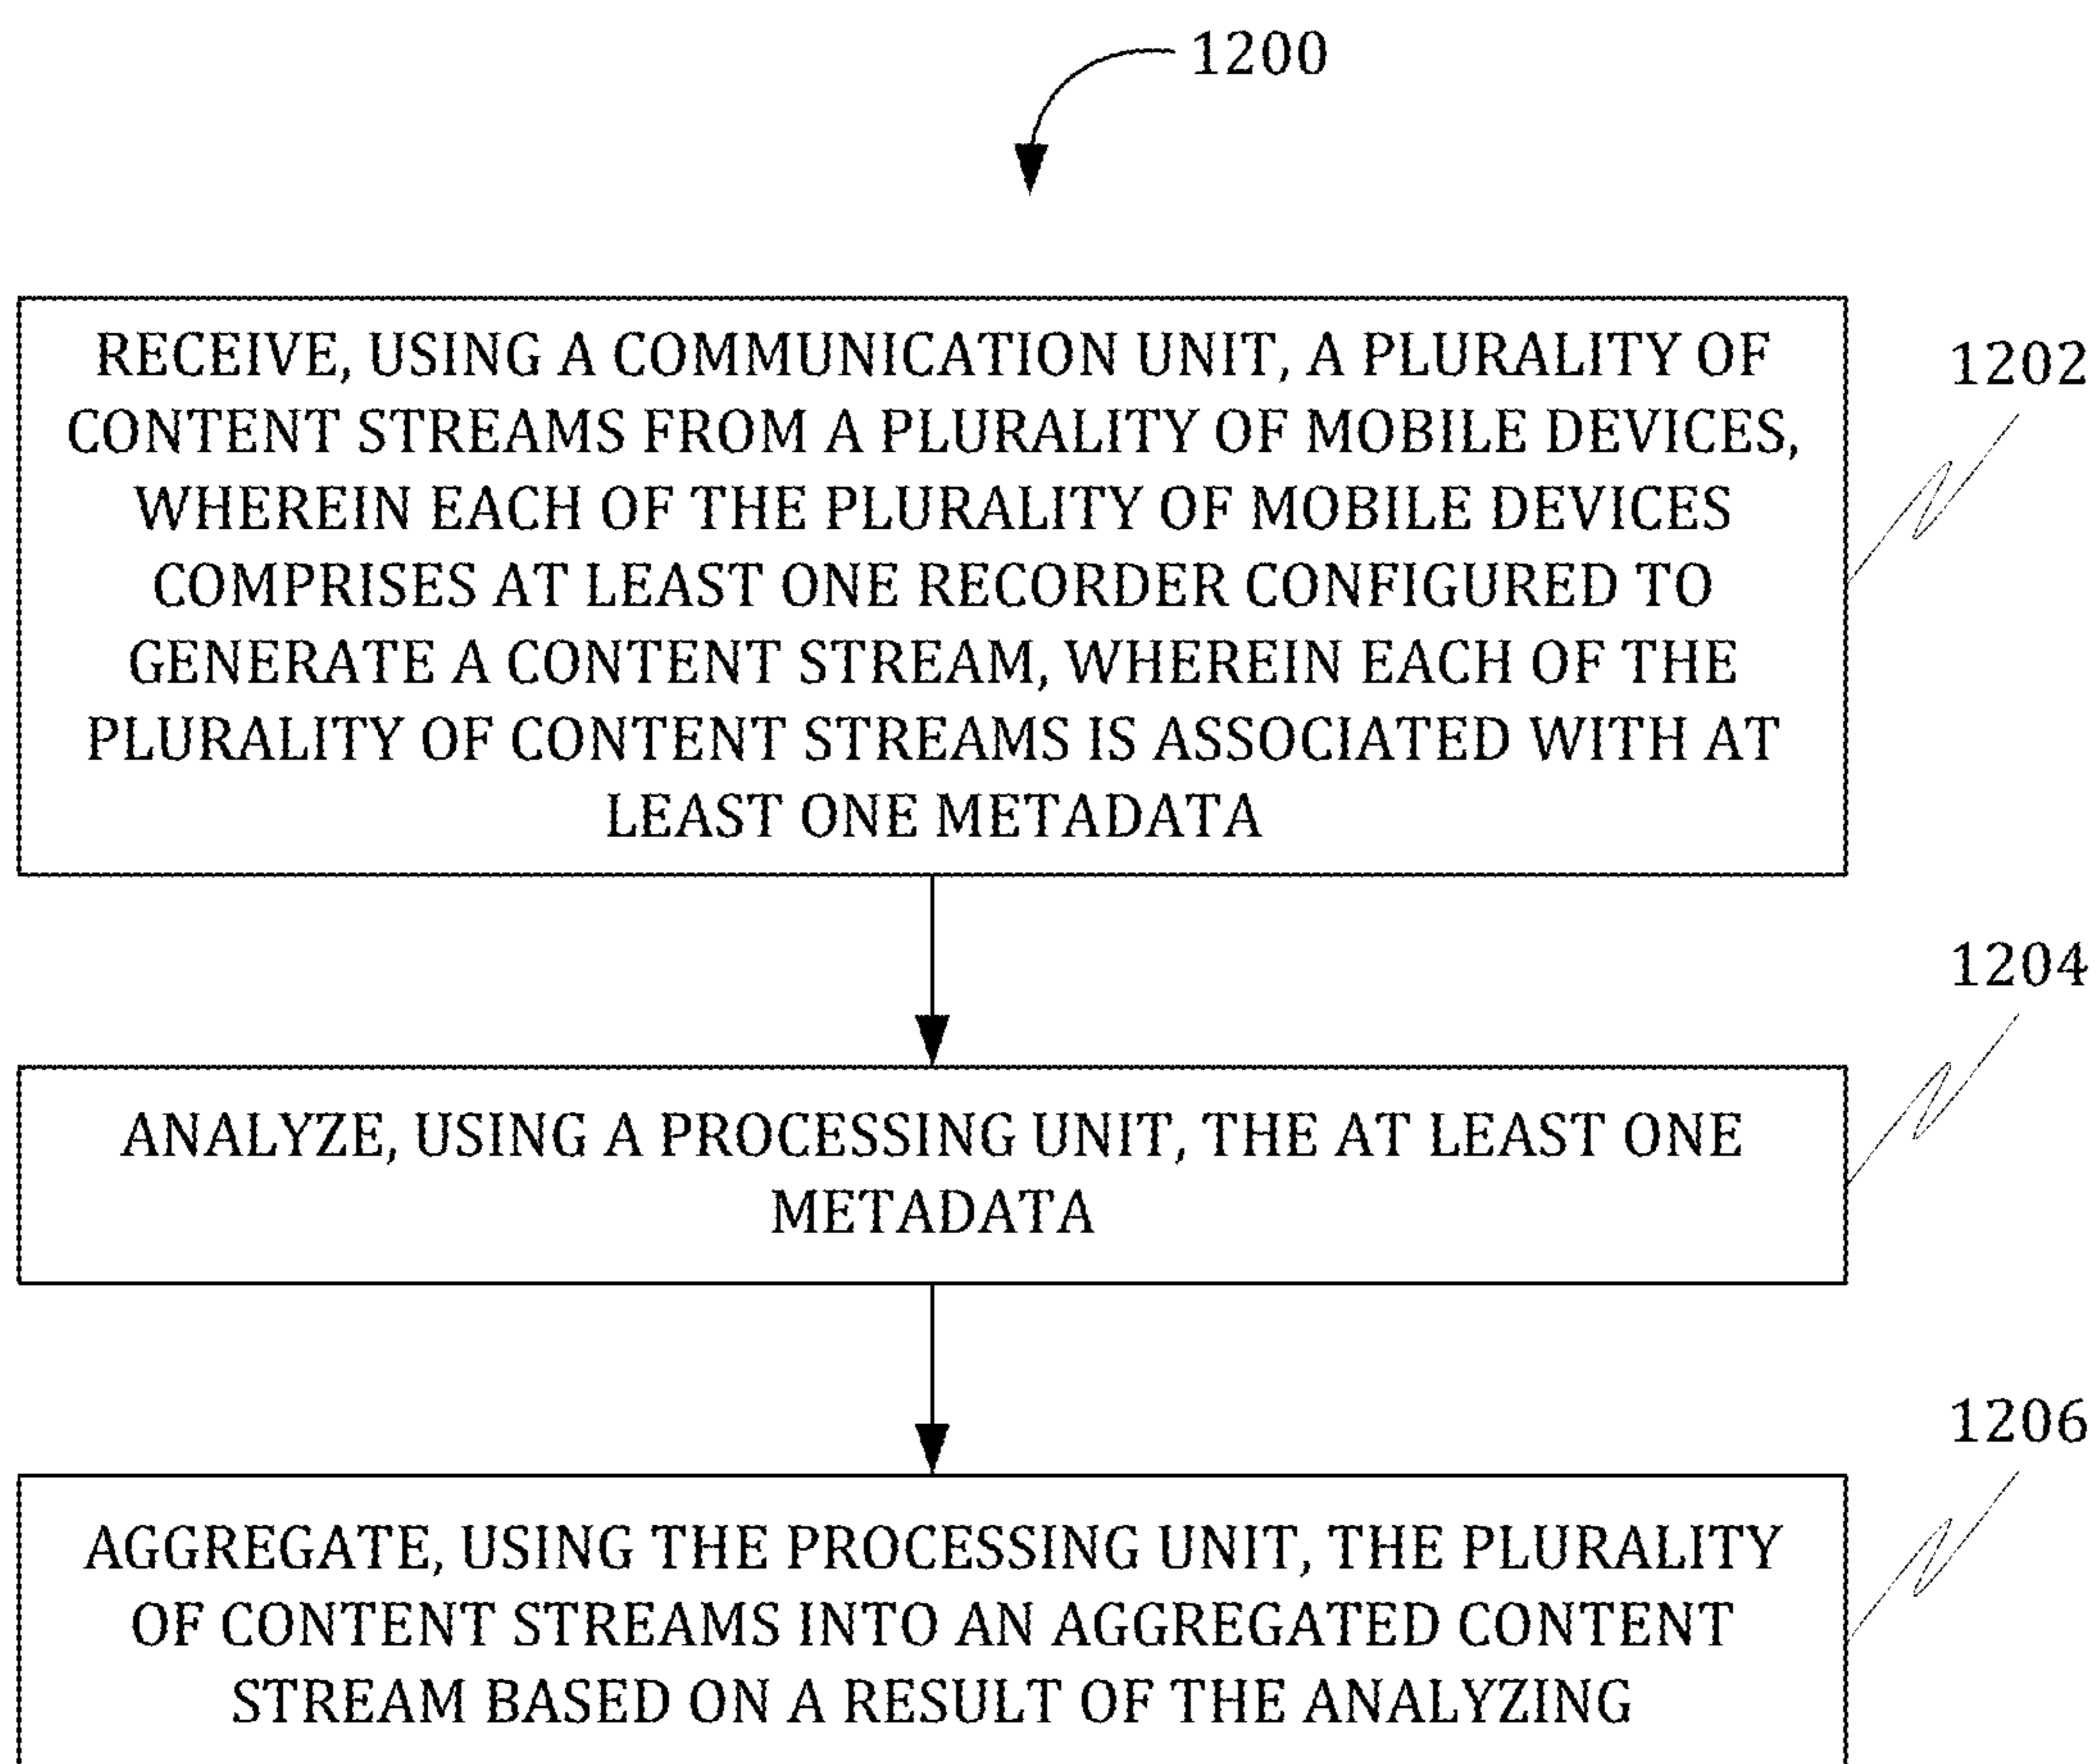 1200
RECEIVE, USING A COMMUNICATION UNIT, A PLURALITY OF
CONTENT STREAMS FROM A PLURALITY OF MOBILE DEVICES,
WHEREIN EACH OF THE PLURALITY OF MOBILE DEVICES
COMPRISES AT LEAST ONE RECORDER CONFIGURED TO
GENERATE A CONTENT STREAM, WHEREIN EACH OF THE
PLURALITY OF CONTENT STREAMS IS ASSOCIATED WITH AT
LEAST ONE METADATA
1202
ANALYZE, USING A PROCESSING UNIT, THE AT LEAST ONE
METADATA
1204
AGGREGATE, USING THE PROCESSING UNIT, THE PLURALITY
OF CONTENT STREAMS INTO AN AGGREGATED CONTENT
STREAM BASED ON A RESULT OF THE ANALYZING
1206